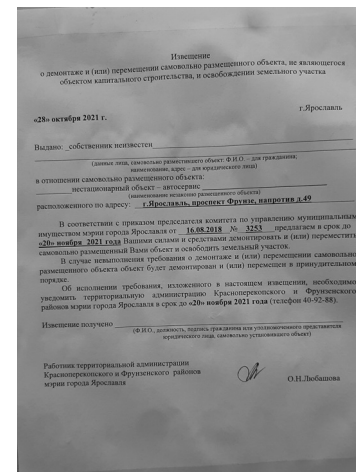 Извещение
о демонтаже и (или) перемещении самовольно размещенного объекта, не являющегося
объектом капитального строительства, и освобождении земельного участка
г.Ярославль
«28» октября 2021 г.
Выдано: _собственник неизвестен
(данные лица, самовольно разместившего объект: Ф.И.О. – для гражданина;
наименование, адрес – для юридического лица)
в отношении самовольно размещенного объекта:
нестационарный объект – автосервис
(наименование незаконно размещенного объекта)
расположенного по адресу: г.Ярославль, проспект Фрунзе, напротив д.49
В соответствии с приказом председателя комитета по управлению муниципальным
имуществом мэрии города Ярославля от 16.08.2018 № 3253 предлагаем в срок до
«20» ноября 2021 года Вашими силами и средствами демонтировать и (или) переместить
самовольно размещенный Вами объект и освободить земельный участок.
В случае невыполнения требования о демонтаже и (или) перемещении самовольно
размещенного объекта объект будет демонтирован и (или) перемещен в принудительном
порядке.
Об исполнении требования, изложенного в настоящем извещении, необходимо
уведомить территориальную администрацию Красноперекопского и Фрунзенского
районов мэрии города Ярославля в срок до «20» ноября 2021 года (телефон 40-92-88).
Извещение получено
(Ф.И.О., должность, подпись гражданина или уполномоченного представителя
юридического лица, самовольно установившего объект)
Работник территориальной администрации
Красноперекопского и Фрунзенского районов
мэрии города Ярославля
О.Н.Любашова